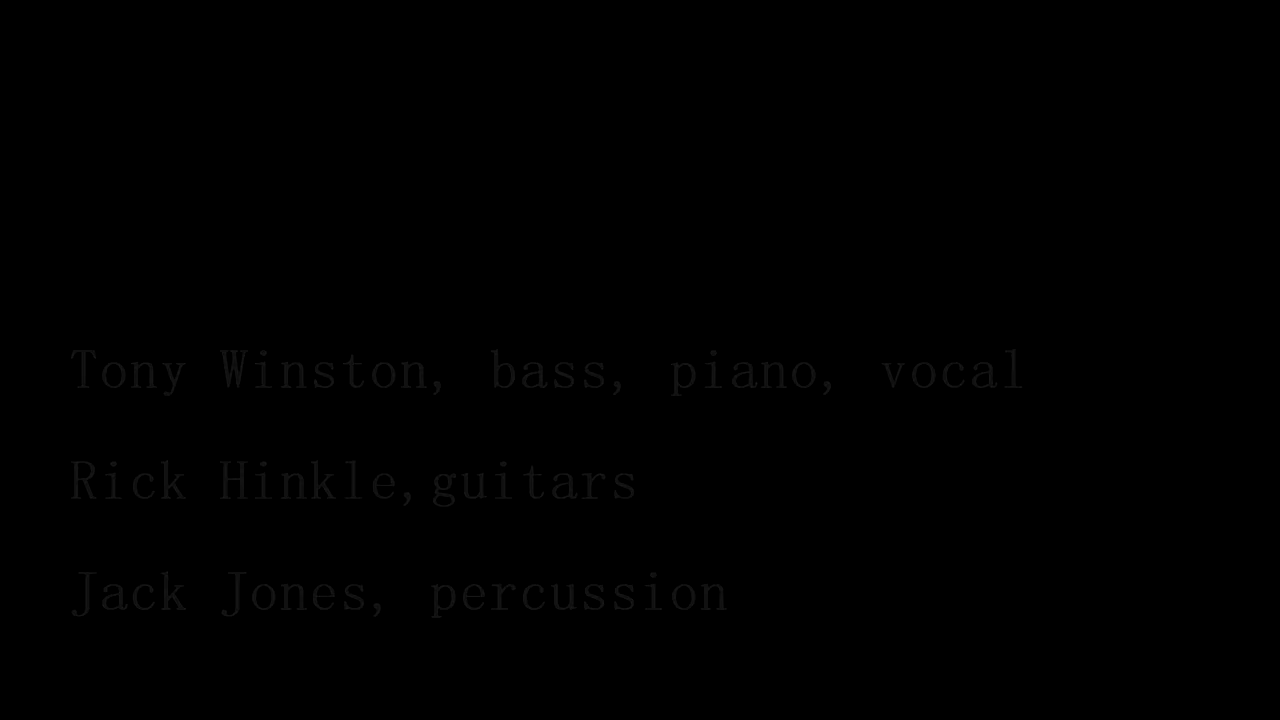 Tony Winston, bass, piano, vocal
Rick Hinkle,guitars
Jack Jones, percussion